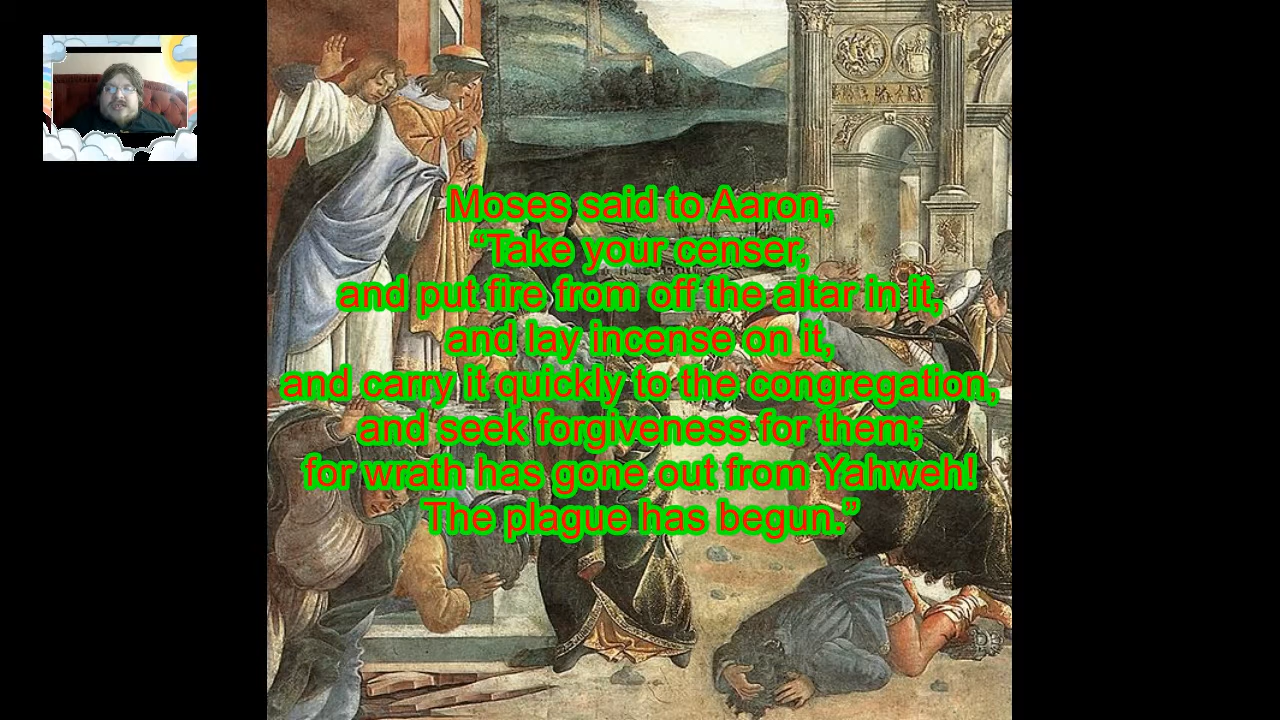 Moses said to Aaron,
“Take your censer,
and put fire from off the altar in it,
and lay incense on it,
and carry it quickly to the congregation,
and seek forgiveness for them;
for wrath has gone out from Yahweh!
The plague has begun.”